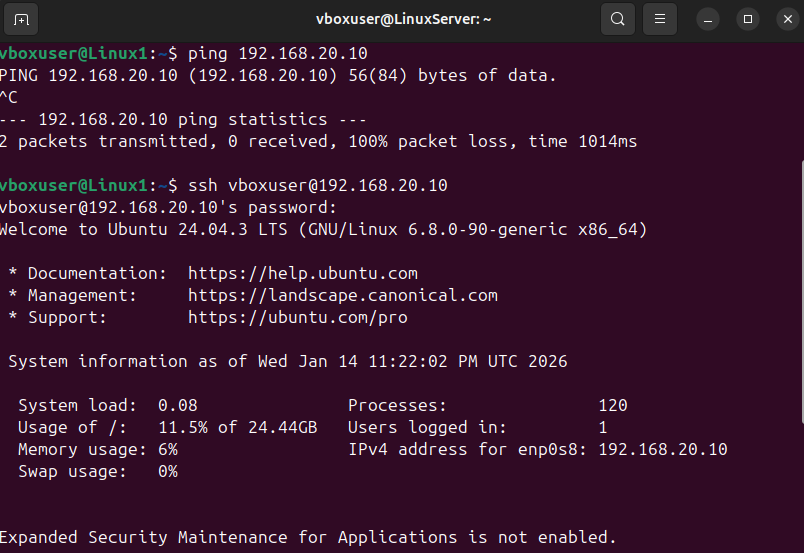 vboxuser@LinuxServer: ~
vboxuser@Linux1:~$ ping 192.168.20.10
PING 192.168.20.10 (192.168.20.10) 56(84) bytes of data.
^C
--- 192.168.20.10 ping statistics ---
2 packets transmitted, 0 received, 100% packet loss, time 1014ms
vboxuser@Linux1:~$ ssh vboxuser@192.168.20.10
vboxuser@192.168.20.10's password:
Welcome to Ubuntu 24.04.3 LTS (GNU/Linux 6.8.0-90-generic x86_64)
* Documentation:  https://help.ubuntu.com
* Management:     https://landscape.canonical.com
* Support:        https://ubuntu.com/pro
System information as of Wed Jan 14 11:22:02 PM UTC 2026
System load:  0.08               Processes:               120
Usage of /:   11.5% of 24.44GB   Users logged in:         1
Memory usage: 6%                 IPv4 address for enp0s8: 192.168.20.10
Swap usage:   0%
Expanded Security Maintenance for Applications is not enabled.